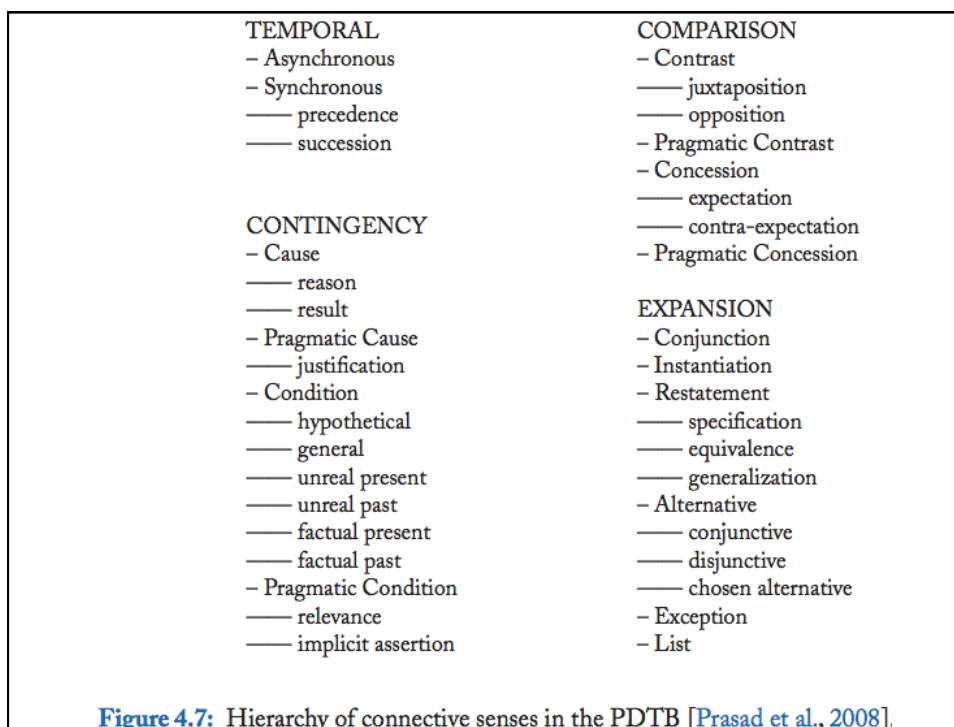 TEMPORAL
– Asynchronous
– Synchronous
—— precedence
—— succession
CONTINGENCY
– Cause
—— reason
—— result
– Pragmatic Cause
—— justification
– Condition
—— hypothetical
—— general
—— unreal present
—— unreal past
—— factual present
—— factual past
– Pragmatic Condition
—— relevance
—— implicit assertion
COMPARISON
– Contrast
—— juxtaposition
—— opposition
– Pragmatic Contrast
– Concession
—— expectation
—— contra-expectation
– Pragmatic Concession
EXPANSION
– Conjunction
– Instantiation
– Restatement
—— specification
—— equivalence
—— generalization
– Alternative
—— conjunctive
—— disjunctive
—— chosen alternative
– Exception
– List
Figure 4.7: Hierarchy of connective senses in the PDTB [Prasad et al., 2008].